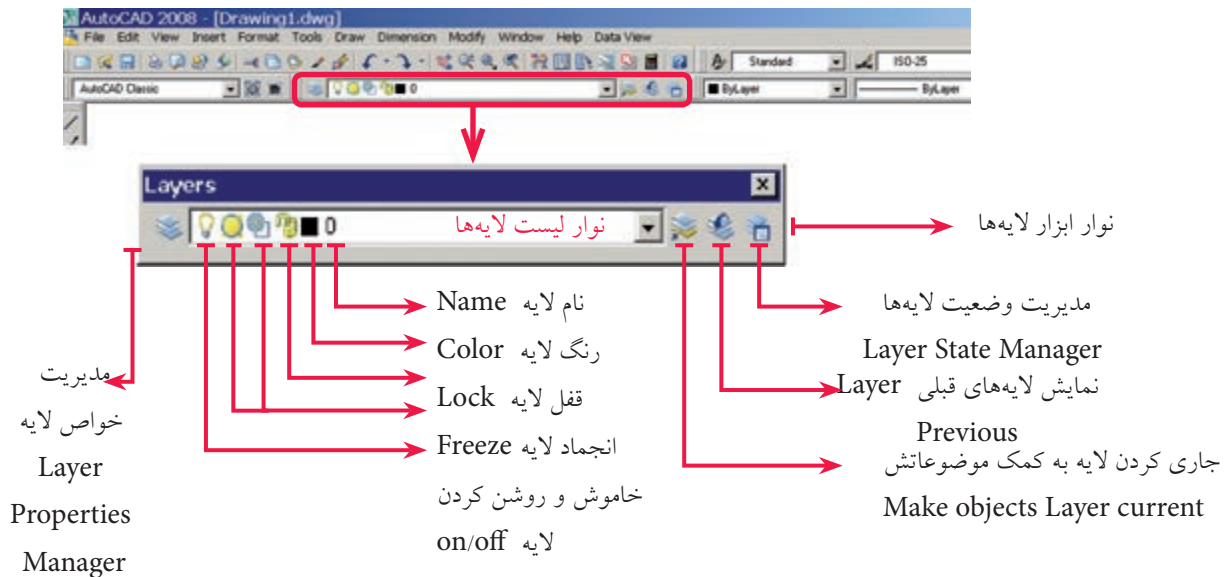 AutoCAD 2008 - [Drawing1.dwg]
File Edit View Insert Format Tools Draw Dimension Modify Window Help Data View
Standard ISO-25
AutoCAD Classic 0 ByLayer ByLayer
Layers
0 نوار لیست لایه‌ها
نوار ابزار لایه‌ها
نام لایه Name
رنگ لایه Color
قفل لایه Lock
انجماد لایه Freeze
خاموش و روشن کردن
لایه on/off
مدیریت وضعیت لایه‌ها
Layer State Manager
نمایش لایه‌های قبلی Layer
Previous
جاری کردن لایه به کمک موضوعاتش
Make objects Layer current
مدیریت
خواص لایه
Layer
Properties
Manager